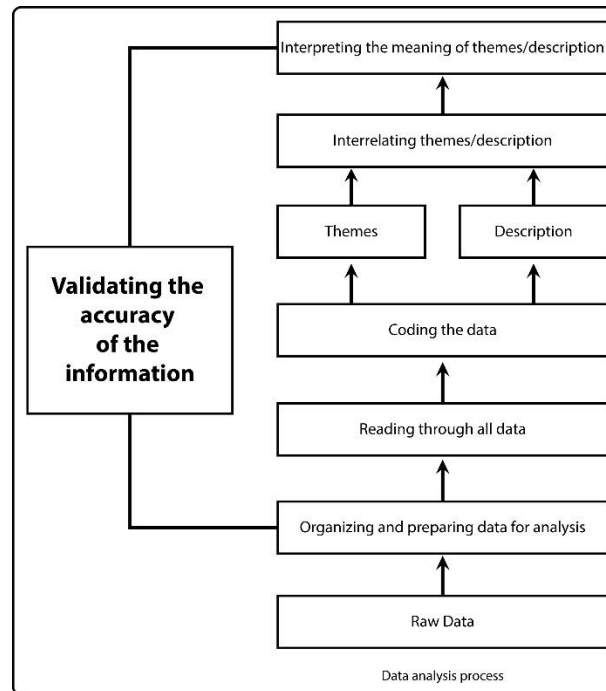 Interpreting the meaning of themes/description
Interrelating themes/description
Themes
Description
Validating the
accuracy
of the
information
Coding the data
Reading through all data
Organizing and preparing data for analysis
Raw Data
Data analysis process